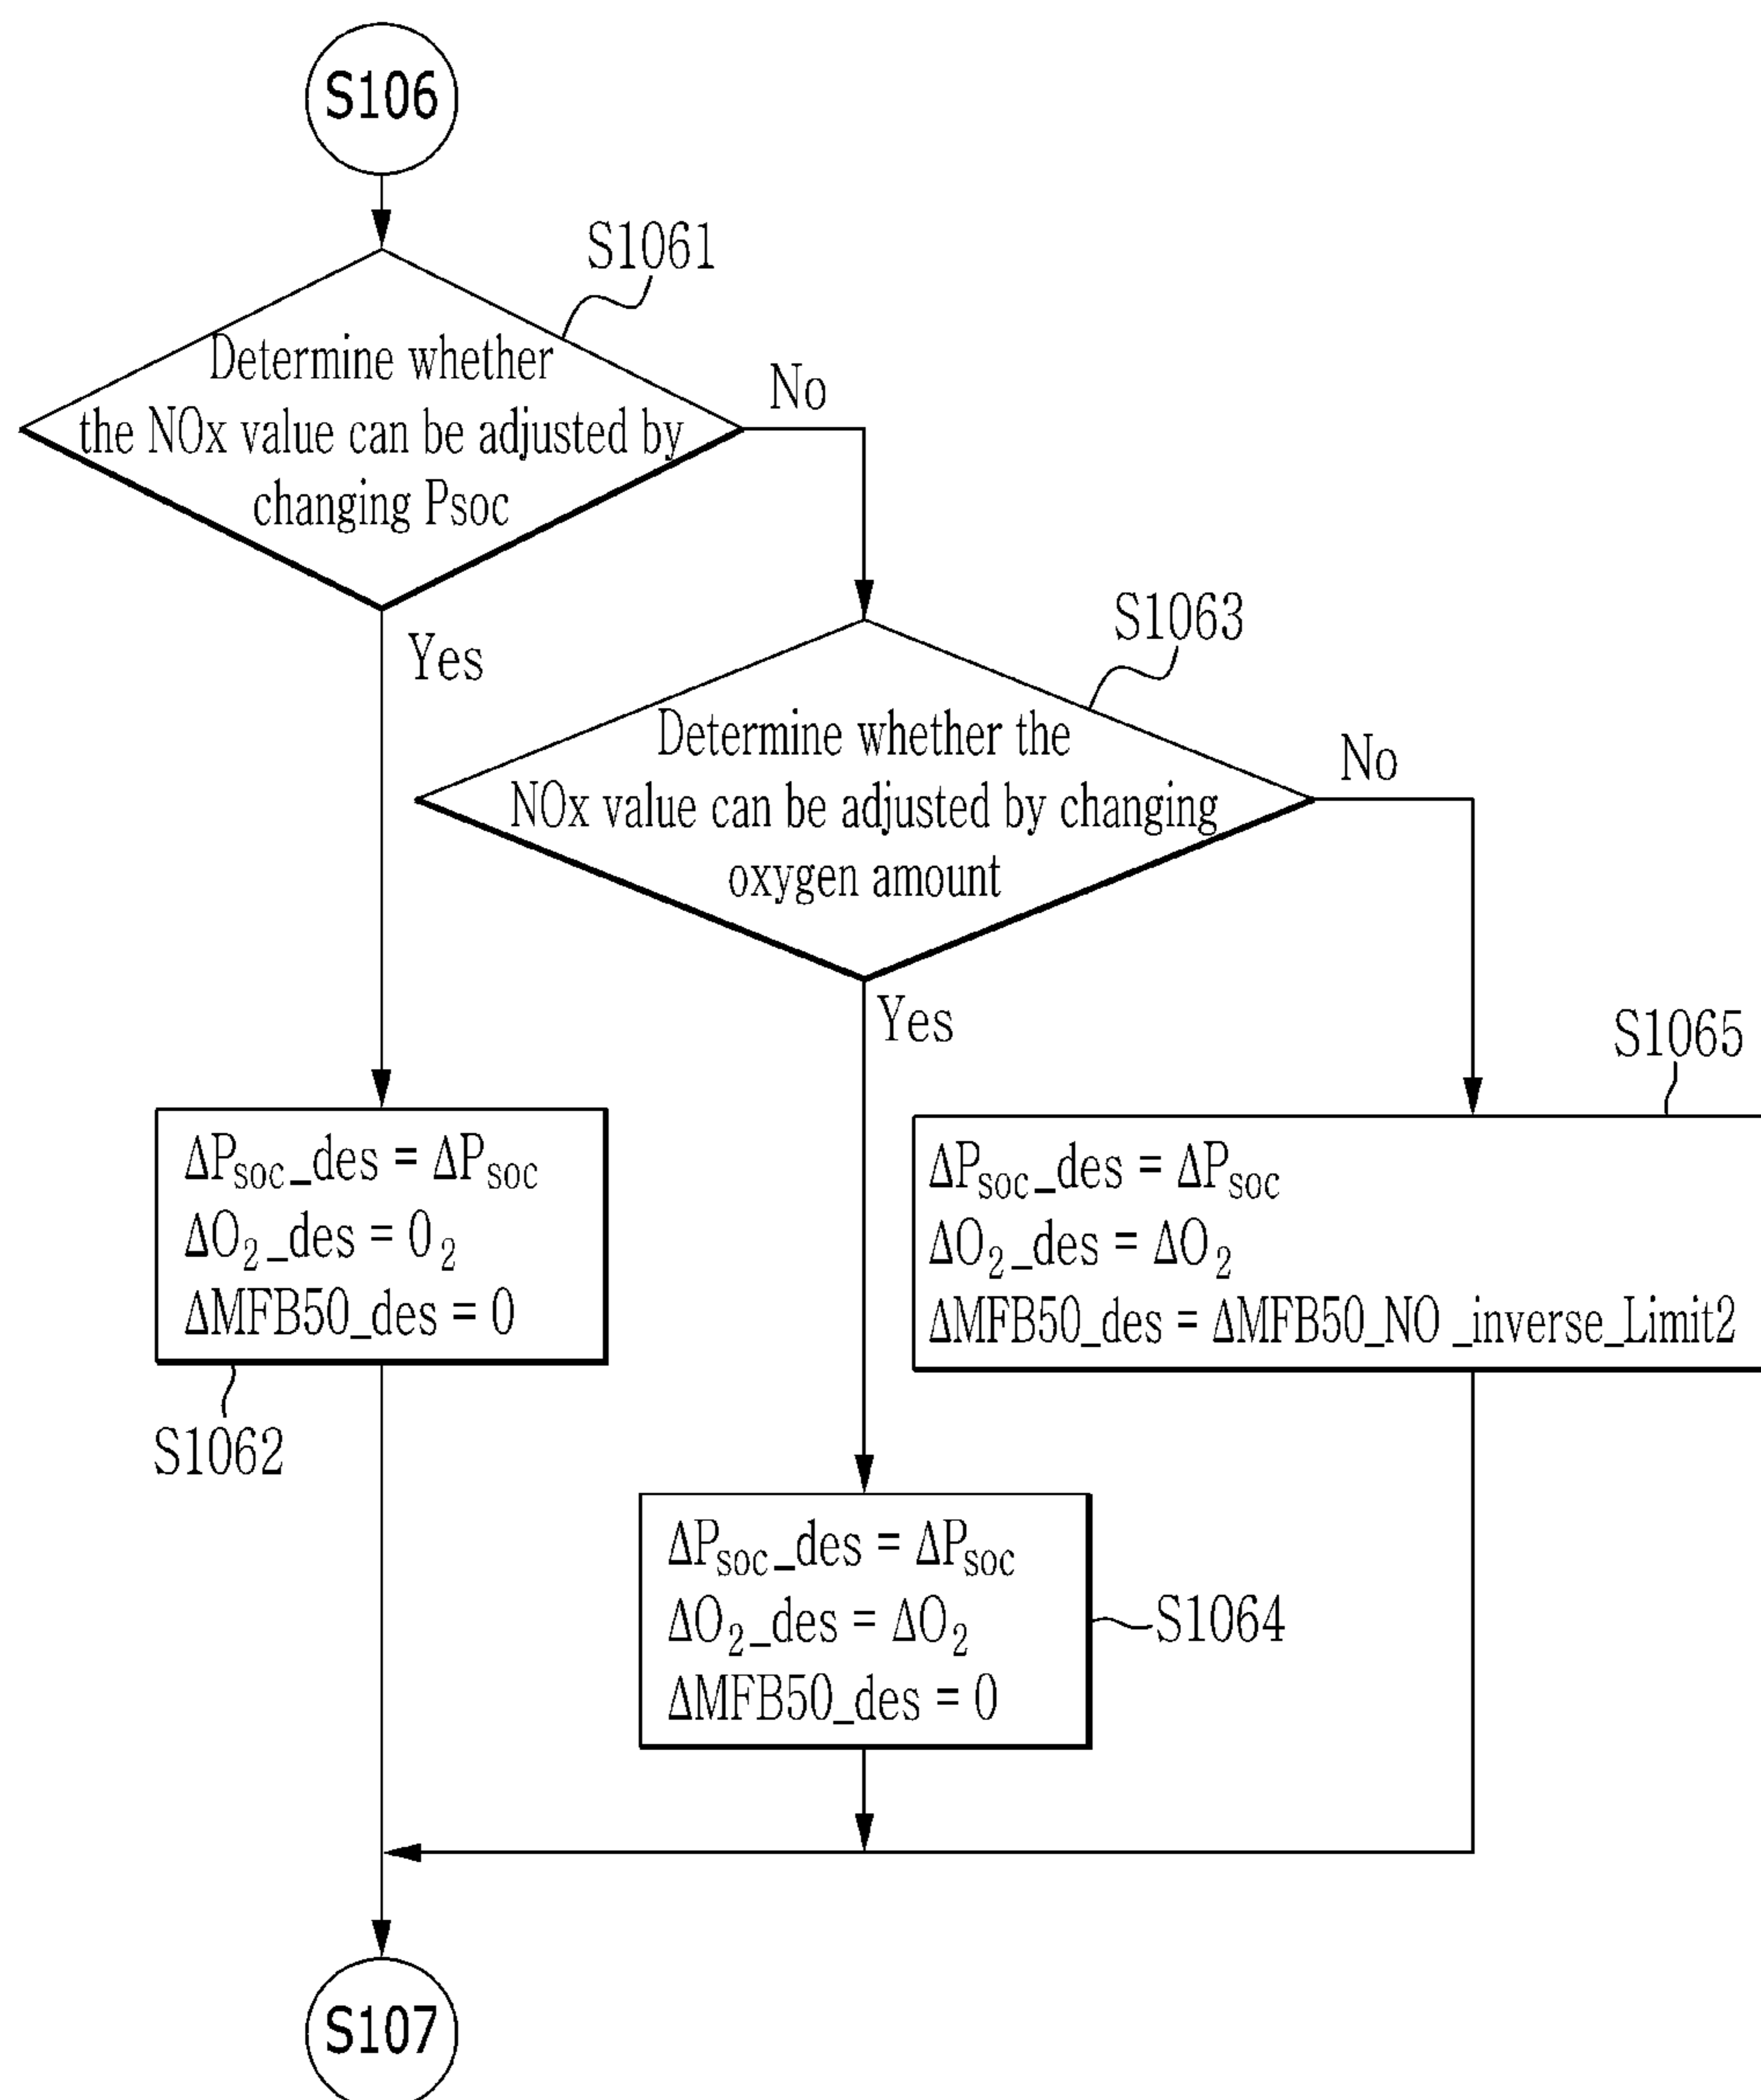 S106
S1061
Determine whether
the NOx value can be adjusted by
changing Psoc
No
Yes
S1063
Determine whether the
NOx value can be adjusted by changing
oxygen amount
No
Yes
S1065
ΔPsoc_des = ΔPsoc
ΔO₂_des = 0₂
ΔMFB50_des = 0
S1062
ΔPsoc_des = ΔPsoc
ΔO₂_des = ΔO₂
ΔMFB50_des = ΔMFB50_NO_inverse_Limit2
ΔPsoc_des = ΔPsoc
ΔO₂_des = ΔO₂
ΔMFB50_des = 0
S1064
S107